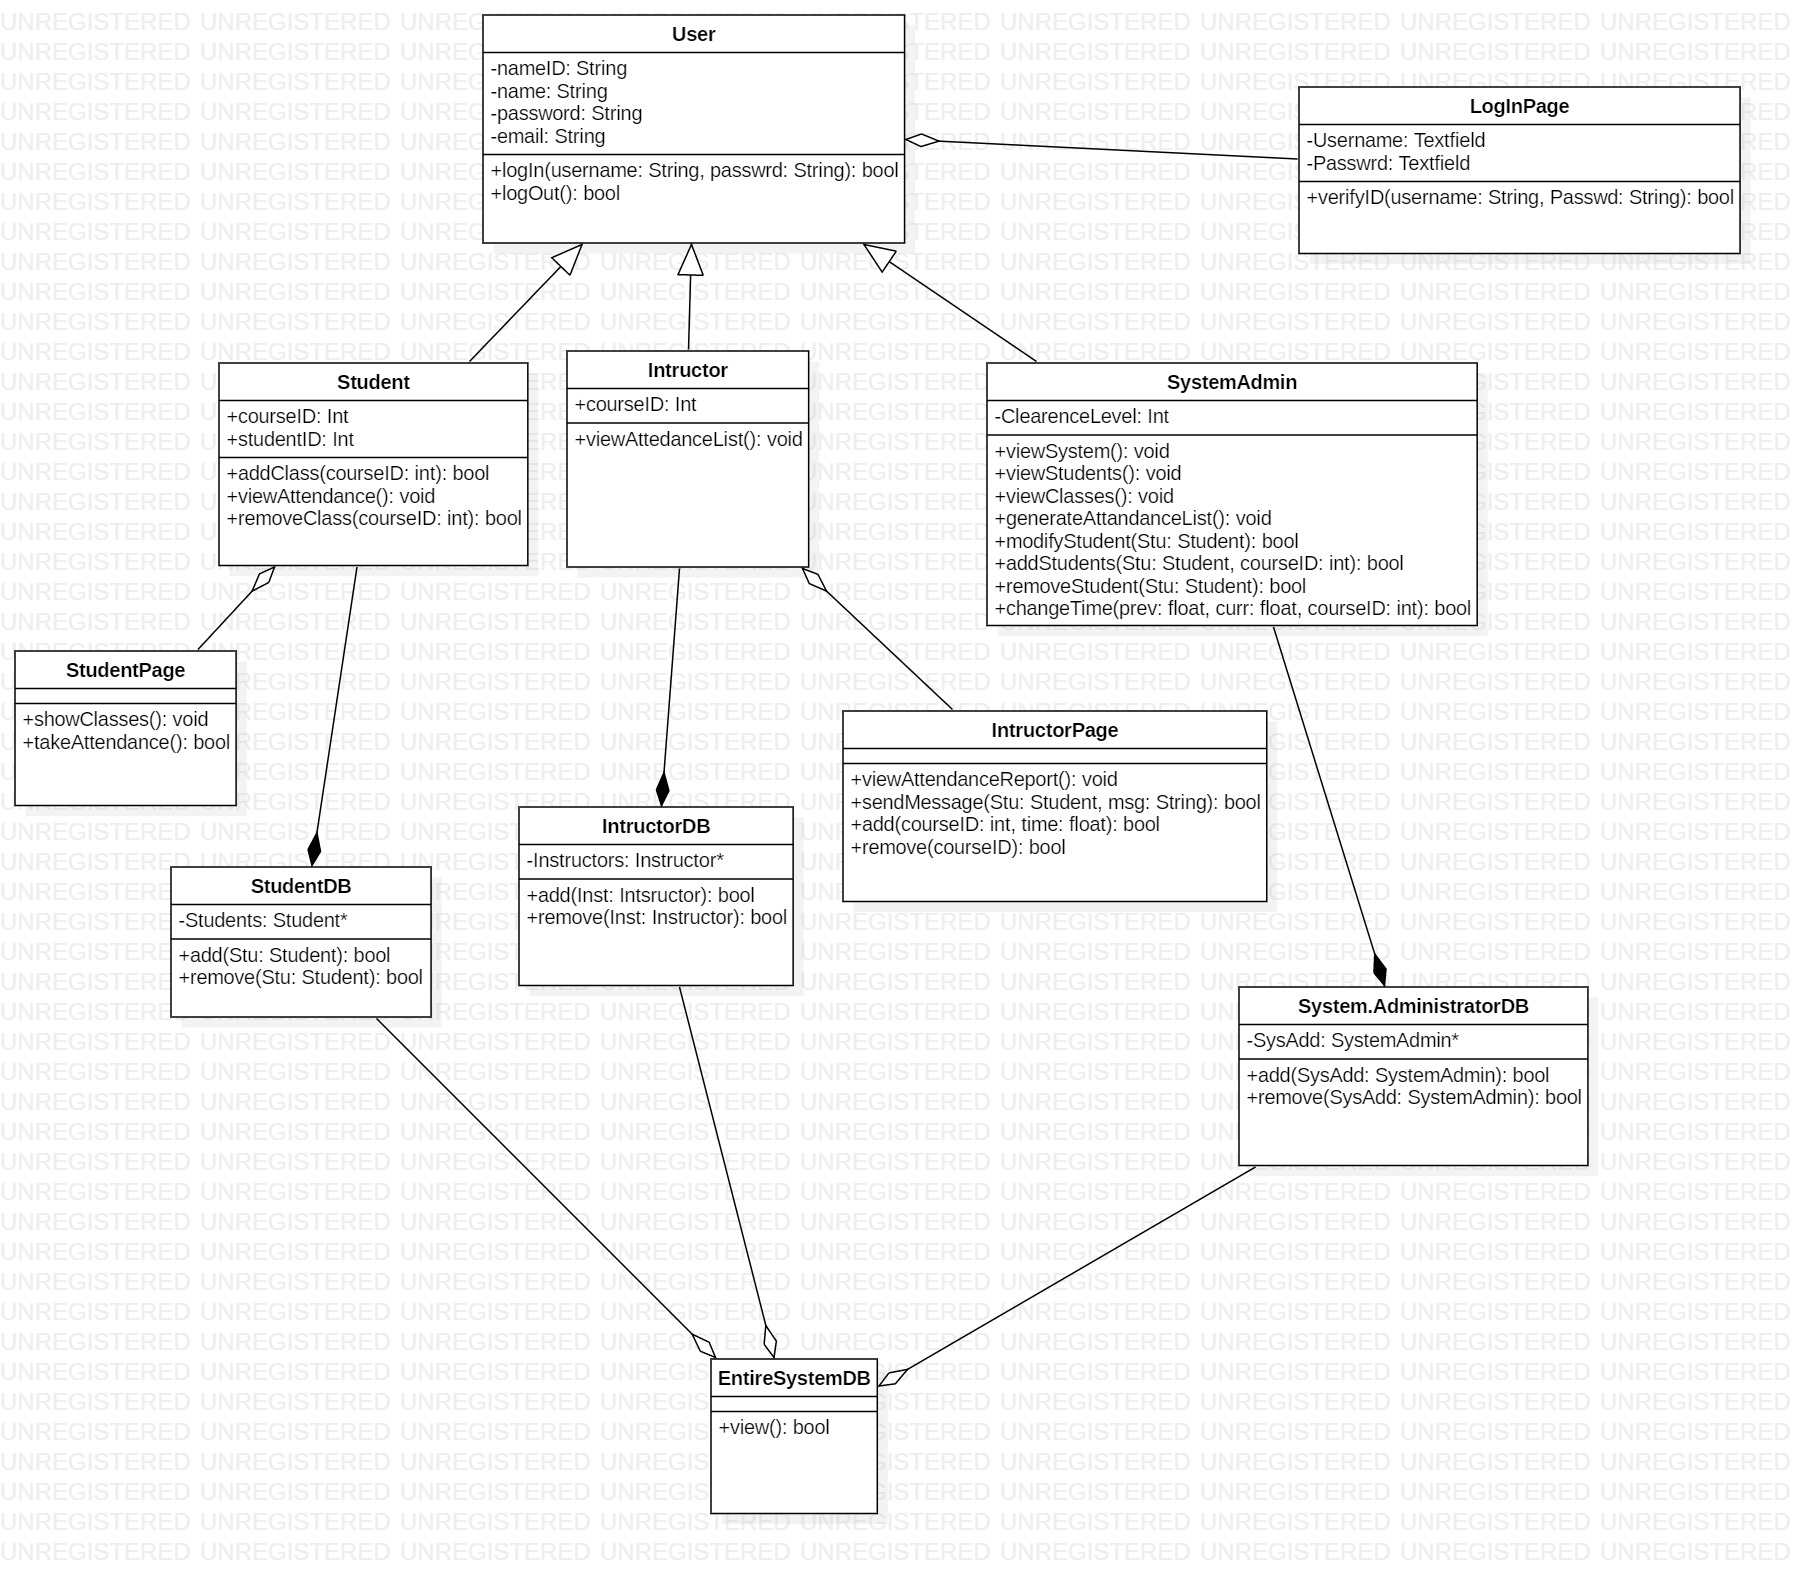 User
-nameID: String
-name: String
-password: String
-email: String
+logIn(username: String, passwrd: String): bool
+logOut(): bool
LogInPage
-Username: Textfield
-Passwrd: Textfield
+verifyID(username: String, Passwd: String): bool
Student
+courseID: Int
+studentID: Int
+addClass(courseID: int): bool
+viewAttendance(): void
+removeClass(courseID: int): bool
Intructor
+courseID: Int
+viewAttedanceList(): void
SystemAdmin
-ClearenceLevel: Int
+viewSystem(): void
+viewStudents(): void
+viewClasses(): void
+generateAttandanceList(): void
+modifyStudent(Stu: Student): bool
+addStudents(Stu: Student, courseID: int): bool
+removeStudent(Stu: Student): bool
+changeTime(prev: float, curr: float, courseID: int): bool
StudentPage
+showClasses(): void
+takeAttendance(): bool
IntructorPage
+viewAttendanceReport(): void
+sendMessage(Stu: Student, msg: String): bool
+add(courseID: int, time: float): bool
+remove(courseID): bool
IntructorDB
-Instructors: Instructor*
+add(Inst: Intsructor): bool
+remove(Inst: Instructor): bool
StudentDB
-Students: Student*
+add(Stu: Student): bool
+remove(Stu: Student): bool
System.AdministratorDB
-SysAdd: SystemAdmin*
+add(SysAdd: SystemAdmin): bool
+remove(SysAdd: SystemAdmin): bool
EntireSystemDB
+view(): bool
UNREGISTERED